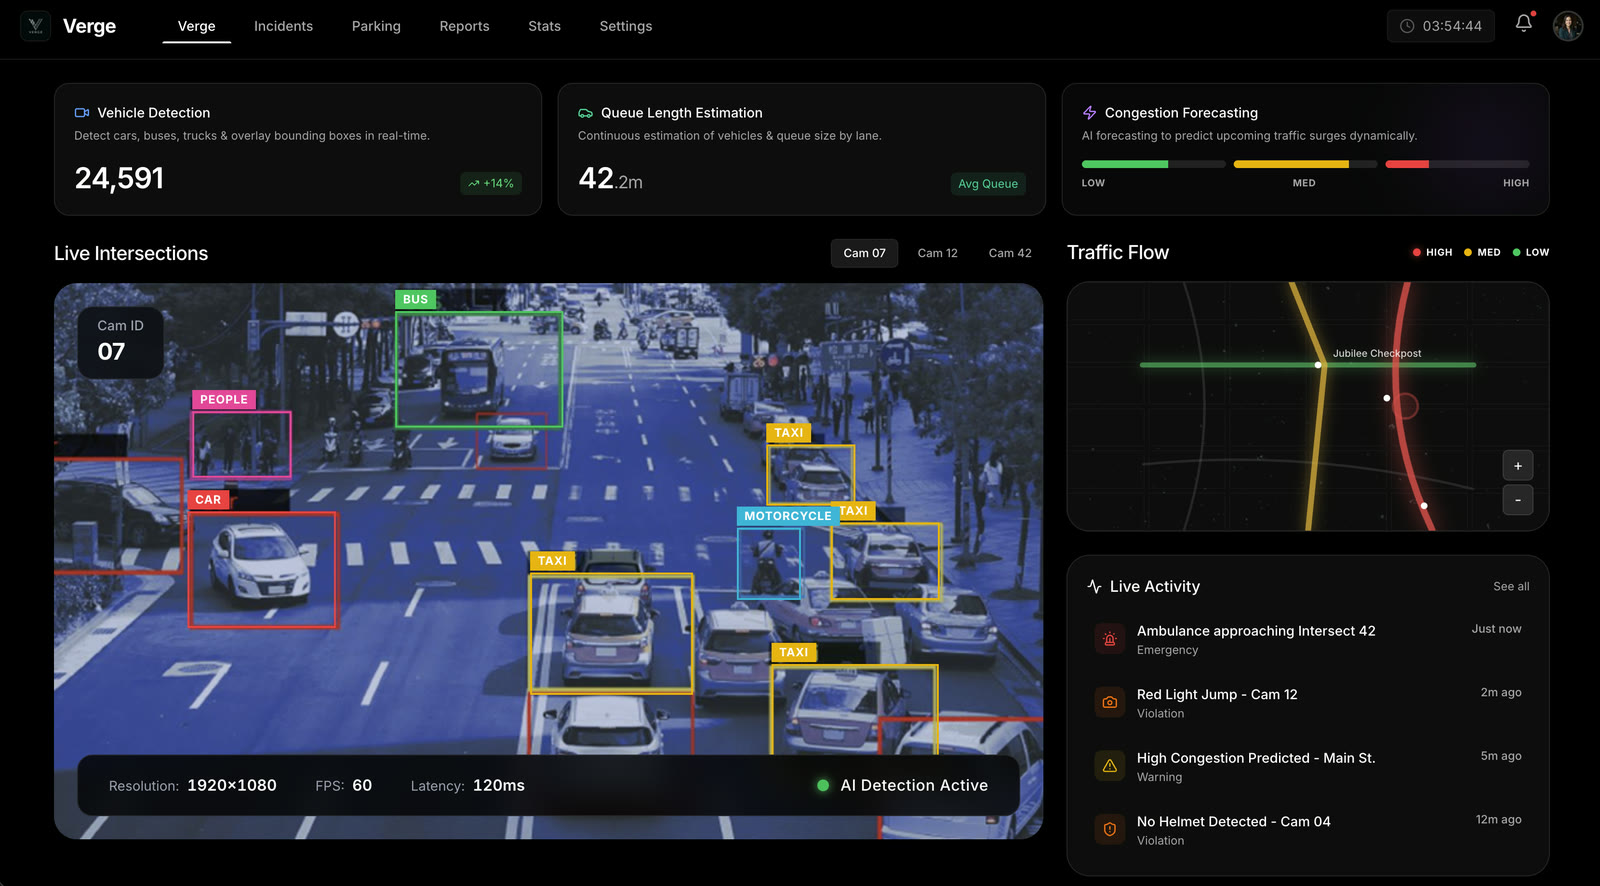 Verge
Verge
Incidents
Parking
Reports
Stats
Settings
03:54:44
Vehicle Detection
Detect cars, buses, trucks & overlay bounding boxes in real-time.
24,591
+14%
Queue Length Estimation
Continuous estimation of vehicles & queue size by lane.
42.2m
Avg Queue
Congestion Forecasting
AI forecasting to predict upcoming traffic surges dynamically.
LOW
MED
HIGH
Live Intersections
Cam 07
Cam 12
Cam 42
Cam ID
07
BUS
PEOPLE
TAXI
CAR
MOTORCYCLE
TAXI
TAXI
TAXI
Resolution: 1920×1080
FPS: 60
Latency: 120ms
AI Detection Active
Traffic Flow
HIGH
MED
LOW
Jubilee Checkpost
+
-
Live Activity
See all
Ambulance approaching Intersect 42
Just now
Emergency
Red Light Jump - Cam 12
2m ago
Violation
High Congestion Predicted - Main St.
5m ago
Warning
No Helmet Detected - Cam 04
12m ago
Violation